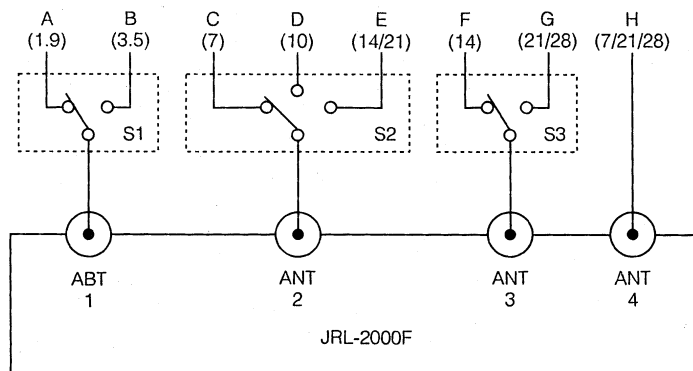 A B C D E F G H
(1.9) (3.5) (7) (10) (14/21) (14) (21/28) (7/21/28)
S1 S2 S3
ABT ANT ANT ANT
1 2 3 4
JRL-2000F